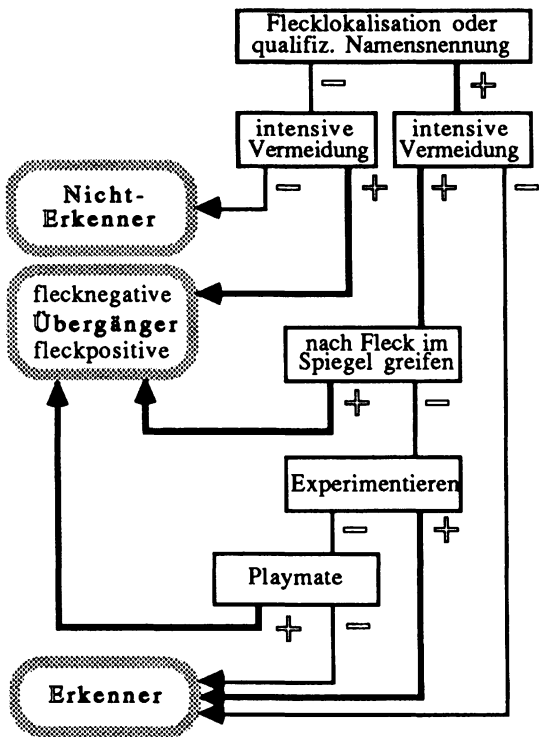 Flecklokalisation oder
qualifiz. Namensnennung
− +
intensive
Vermeidung
intensive
Vermeidung
− + + −
Nicht-
Erkenner
flecknegative
Übergänger
fleckpositive
nach Fleck im
Spiegel greifen
+ −
Experimentieren
− +
Playmate
+ −
Erkenner